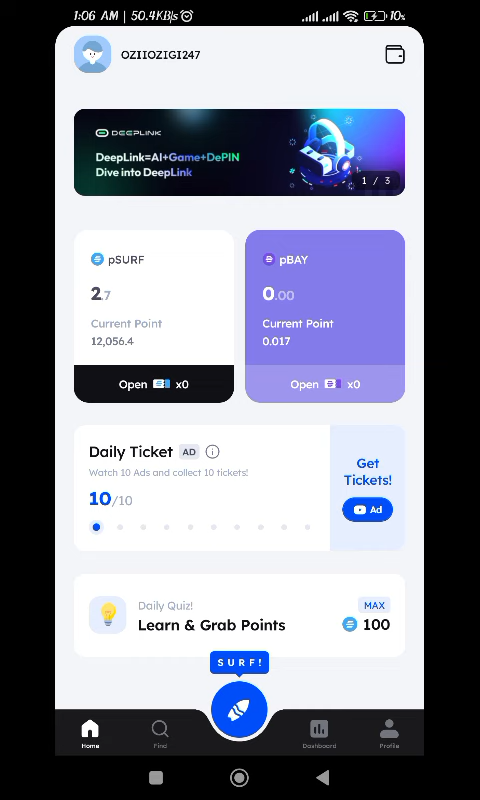 1:06 AM | 50.4KB/s 10%
OZIIOZIGI247
DEEPLINK
DeepLink=AI+Game+DePIN
Dive into DeepLink
1 / 3
pSURF
2.7
Current Point
12,056.4
Open x0
pBAY
0.00
Current Point
0.017
Open x0
Daily Ticket AD
Watch 10 Ads and collect 10 tickets!
10/10
Get
Tickets!
Ad
Daily Quiz!
Learn & Grab Points
MAX
100
SURF!
Home
Find
Dashboard
Profile